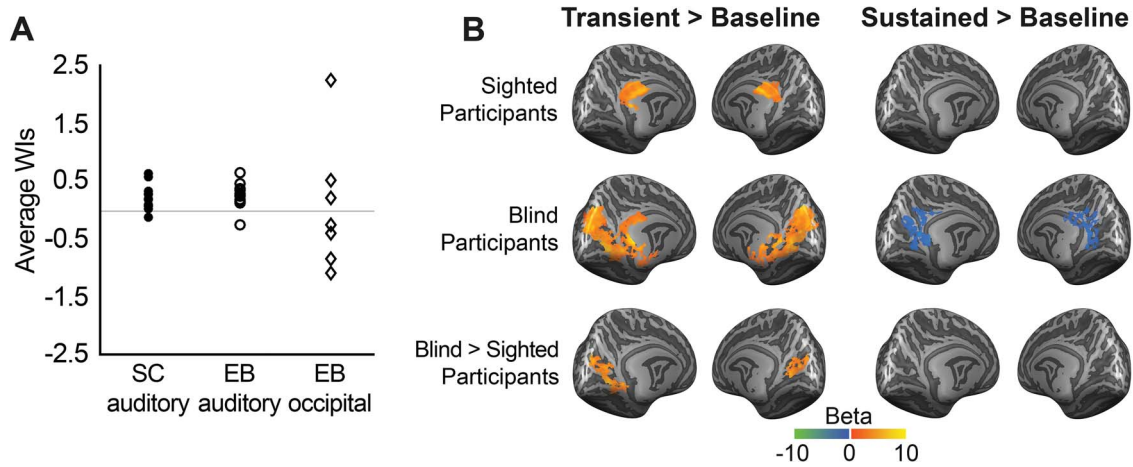 A
Average WIs
2.5
1.5
0.5
-0.5
-1.5
-2.5
SC auditory
EB auditory
EB occipital
B
Transient > Baseline
Sustained > Baseline
Sighted
Participants
Blind
Participants
Blind > Sighted
Participants
Beta
-10 0 10